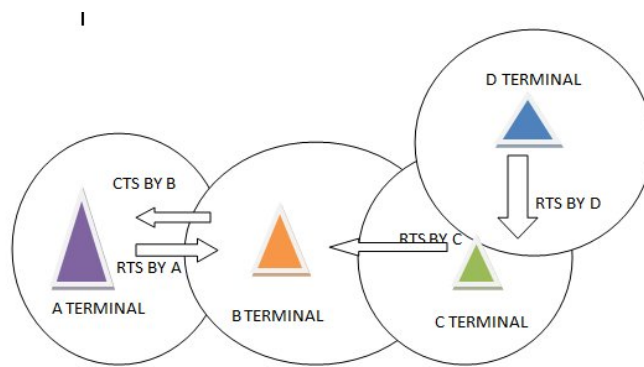 I
D TERMINAL
CTS BY B
RTS BY D
RTS BY C
RTS BY A
A TERMINAL
B TERMINAL
C TERMINAL